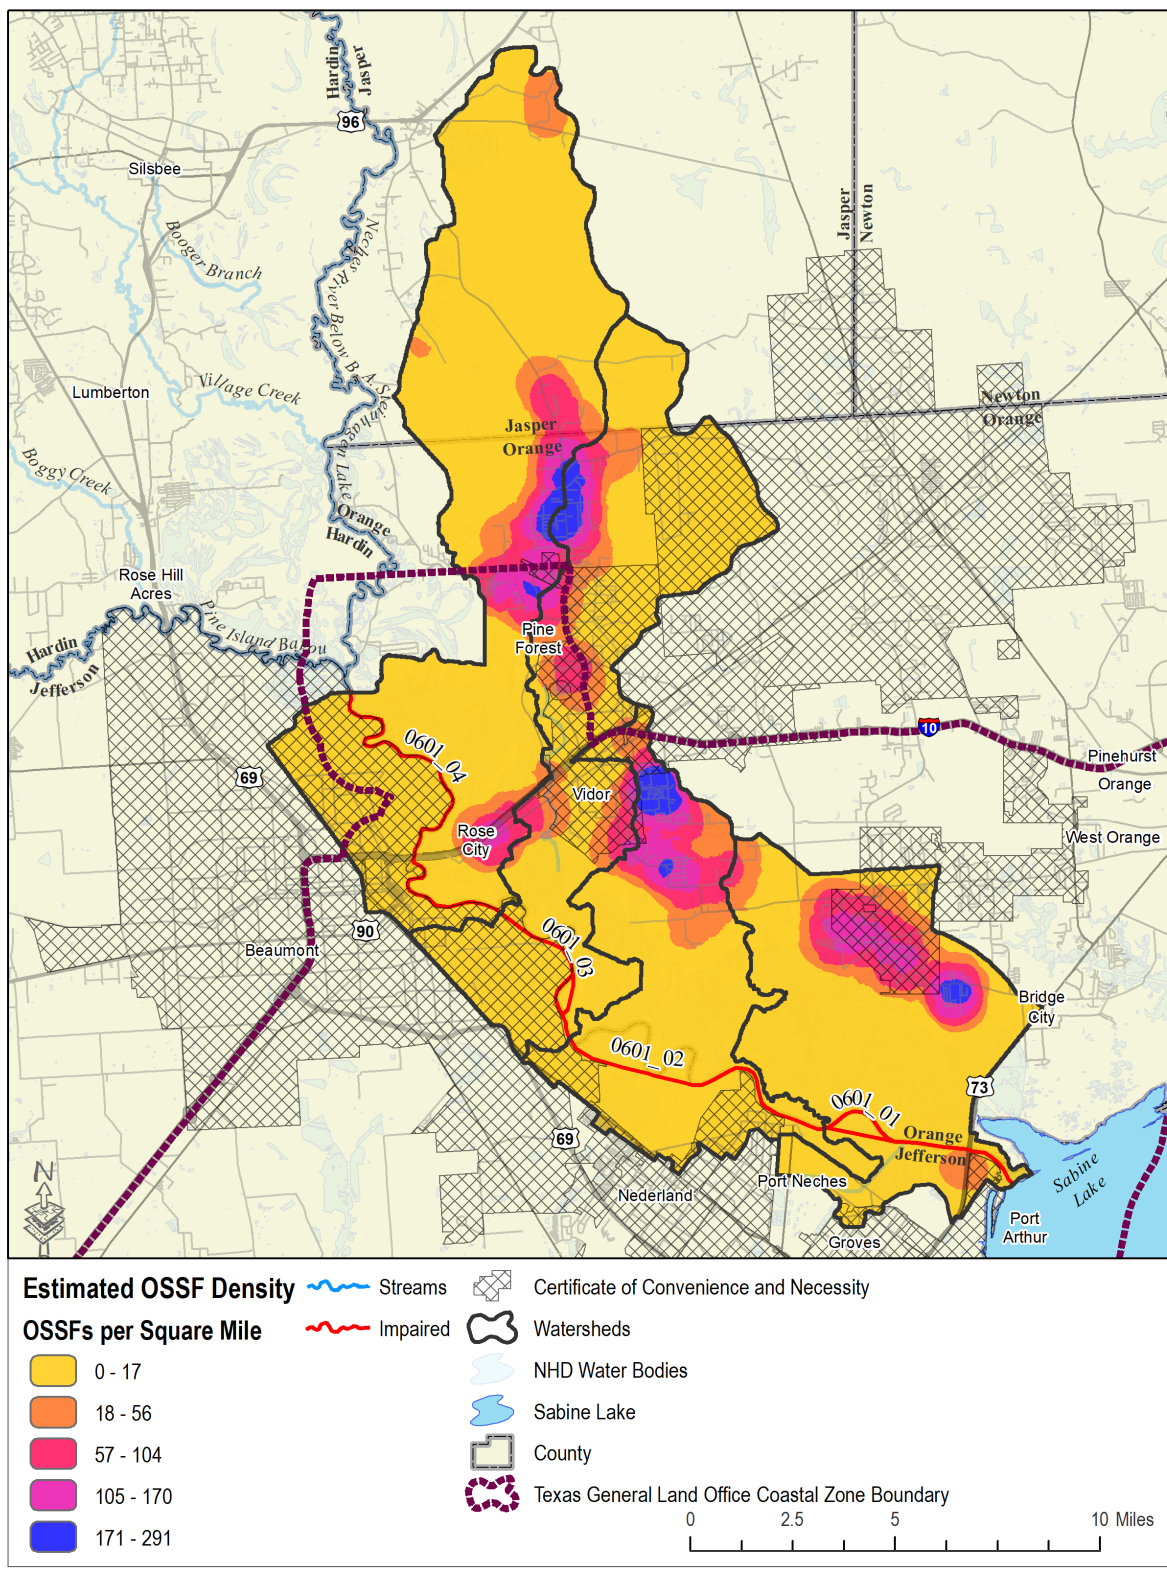 Hardin
Jasper
96
Silsbee
Booger Branch
Neches River Below B. A. Steinhagen Lake
Jasper
Newton
Lumberton
Village Creek
Newton
Orange
Jasper
Orange
Boggy Creek
Orange
Hardin
Rose Hill
Acres
Pine Island Bayou
Hardin
Jefferson
Pine
Forest
10
0601_04
Pinehurst
69
Orange
Vidor
Rose
City
West Orange
90
Beaumont
0601_03
Bridge
City
0601_02
73
0601_01
Orange
Jefferson
69
N
Port Neches
Nederland
Sabine
Lake
Port
Arthur
Groves
Estimated OSSF Density
OSSFs per Square Mile
0 - 17
18 - 56
57 - 104
105 - 170
171 - 291
Streams
Impaired
Certificate of Convenience and Necessity
Watersheds
NHD Water Bodies
Sabine Lake
County
Texas General Land Office Coastal Zone Boundary
0 2.5 5 10 Miles